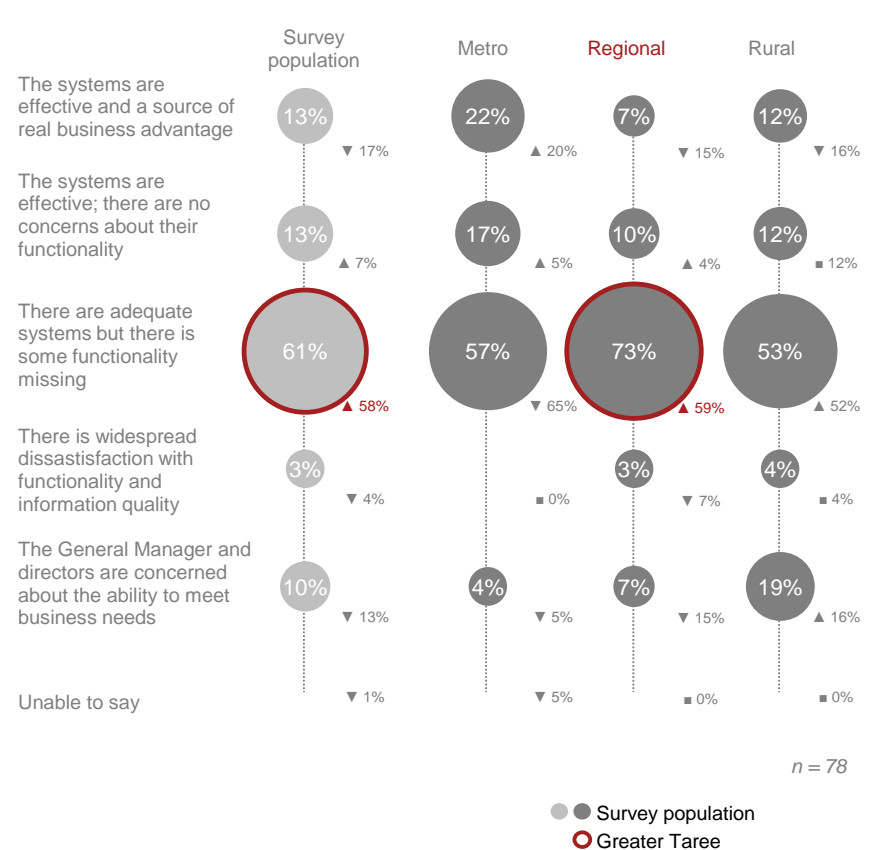 Survey
population
Metro
Regional
Rural
The systems are
effective and a source of
real business advantage
13%
22%
7%
12%
▼ 17%
▲ 20%
▼ 15%
▼ 16%
The systems are
effective; there are no
concerns about their
functionality
13%
17%
10%
12%
▲ 7%
▲ 5%
▲ 4%
■ 12%
There are adequate
systems but there is
some functionality
missing
61%
57%
73%
53%
▲ 58%
▼ 65%
▲ 59%
▲ 52%
There is widespread
dissastisfaction with
functionality and
information quality
3%
3%
4%
▼ 4%
■ 0%
▼ 7%
■ 4%
The General Manager and
directors are concerned
about the ability to meet
business needs
10%
4%
7%
19%
▼ 13%
▼ 5%
▼ 15%
▲ 16%
Unable to say
▼ 1%
▼ 5%
■ 0%
■ 0%
n = 78
Survey population
Greater Taree